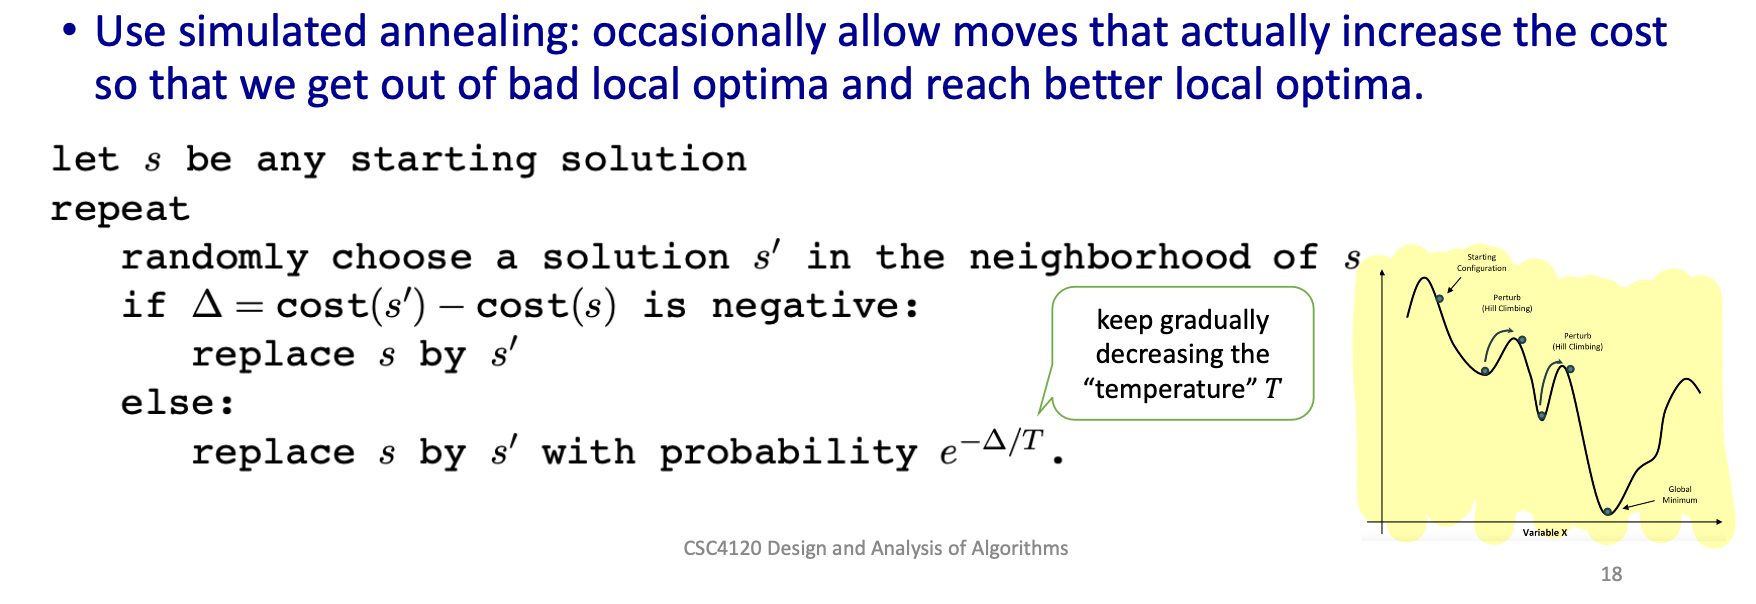 • Use simulated annealing: occasionally allow moves that actually increase the cost
so that we get out of bad local optima and reach better local optima.
let s be any starting solution
repeat
randomly choose a solution s′ in the neighborhood of s
if Δ = cost(s′) − cost(s) is negative:
replace s by s′
else:
replace s by s′ with probability e^{−Δ/T}.
keep gradually
decreasing the
“temperature” T
Starting
Configuration
Perturb
(Hill Climbing)
Perturb
(Hill Climbing)
Global
Minimum
Variable X
CSC4120 Design and Analysis of Algorithms
18